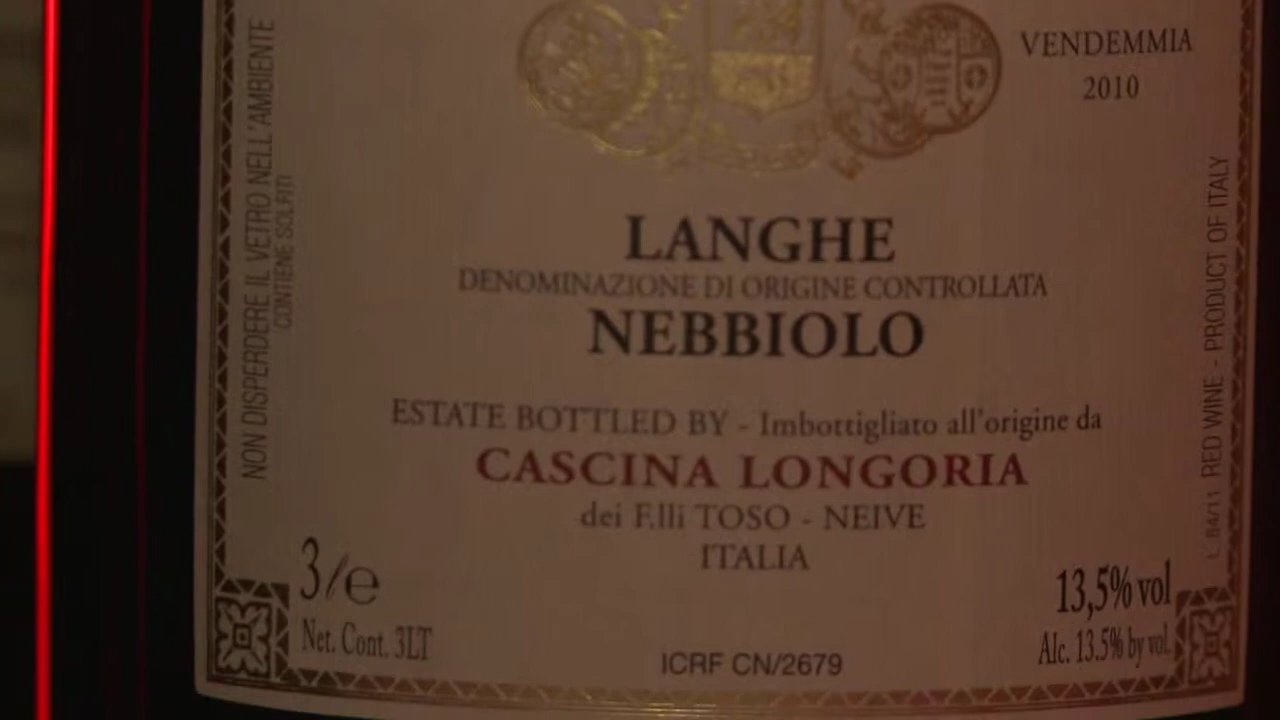 VENDEMMIA
2010
NON DISPERDERE IL VETRO NELL'AMBIENTE
CONTIENE SOLFITI
LANGHE
DENOMINAZIONE DI ORIGINE CONTROLLATA
NEBBIOLO
ESTATE BOTTLED BY - Imbottigliato all'origine da
CASCINA LONGORIA
dei F.lli TOSO - NEIVE
ITALIA
3 l e
Net. Cont. 3LT
ICRF CN/2679
13,5% vol
Alc. 13.5% by vol.
RED WINE - PRODUCT OF ITALY